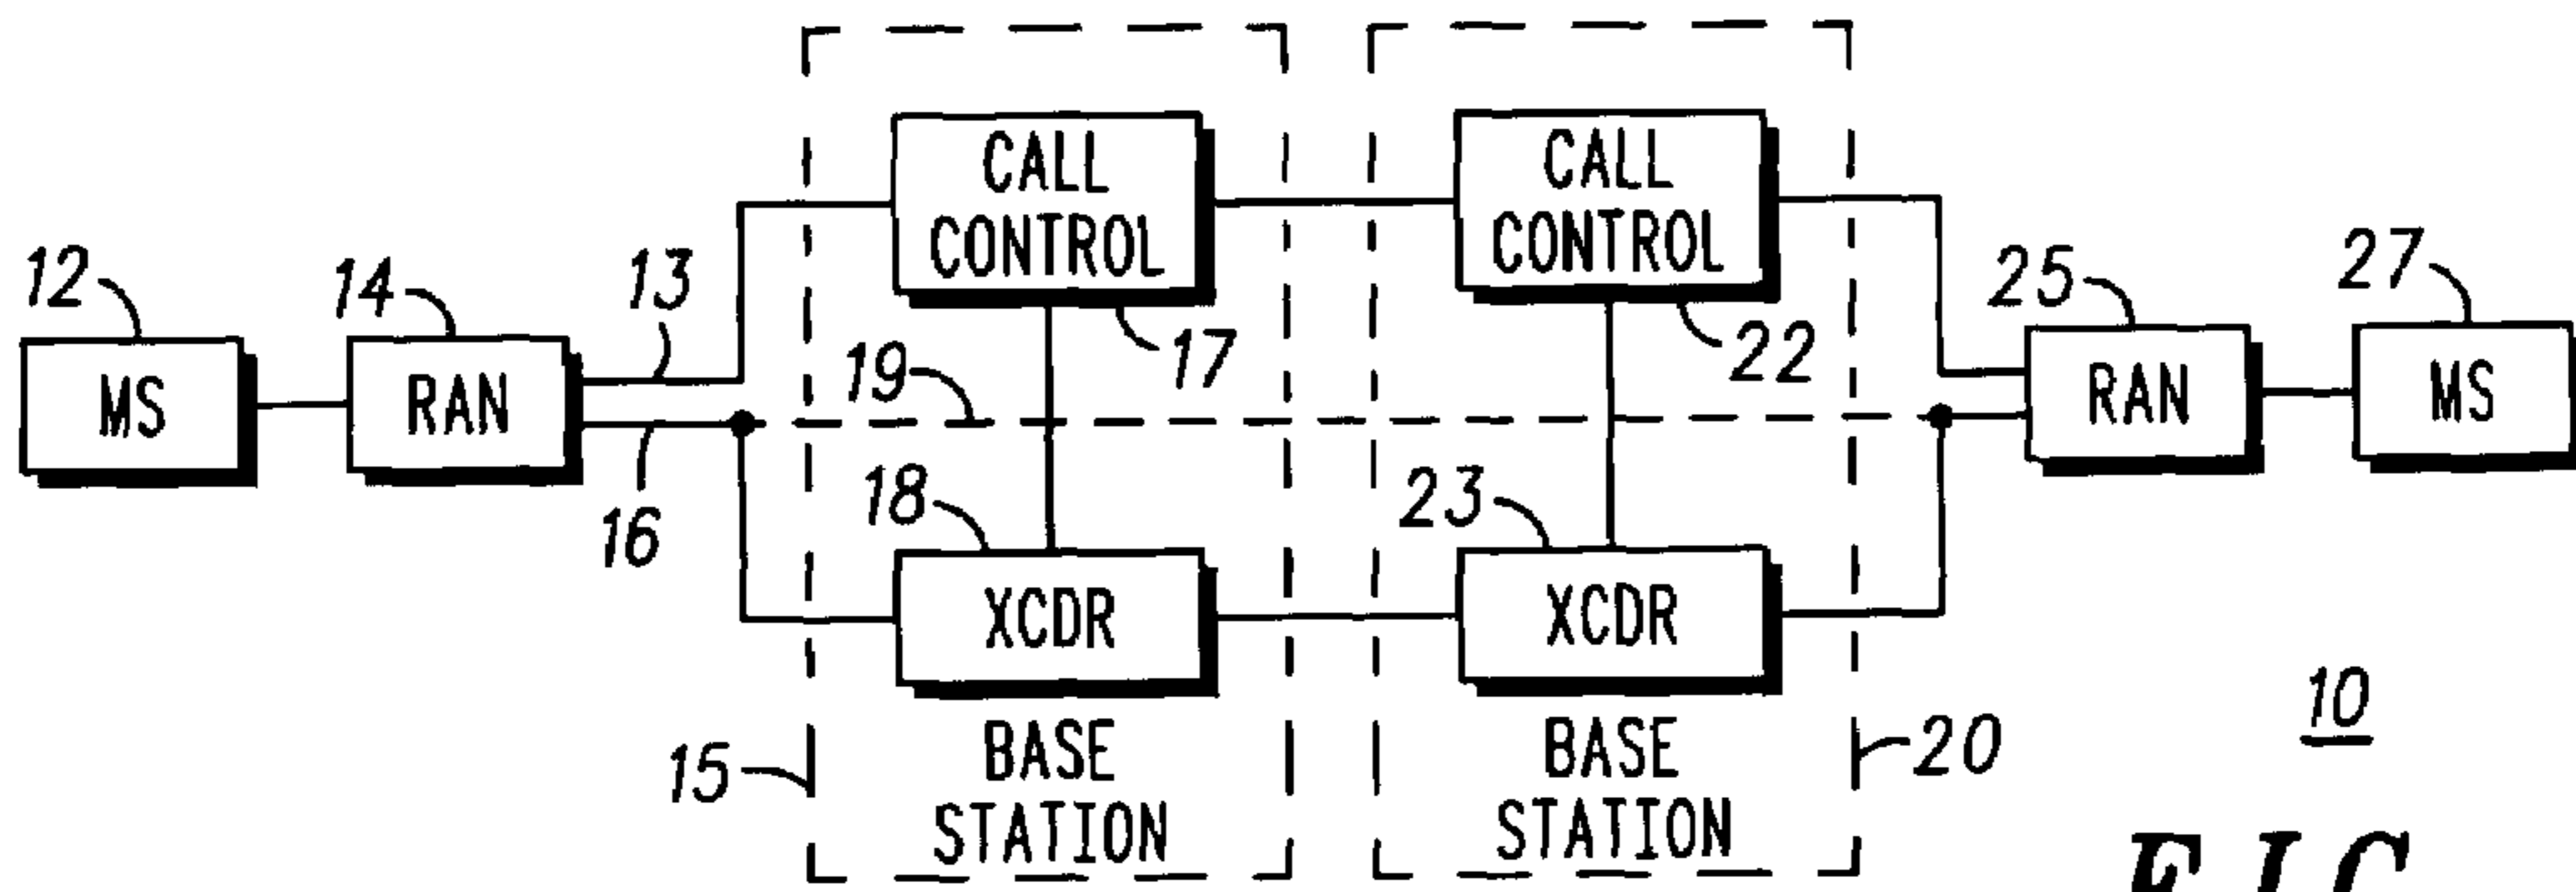 CALL
CONTROL
CALL
CONTROL
12
14
13
17
22
25
27
MS
RAN
19
RAN
MS
16
18
23
XCDR
XCDR
15
BASE
STATION
BASE
STATION
20
10